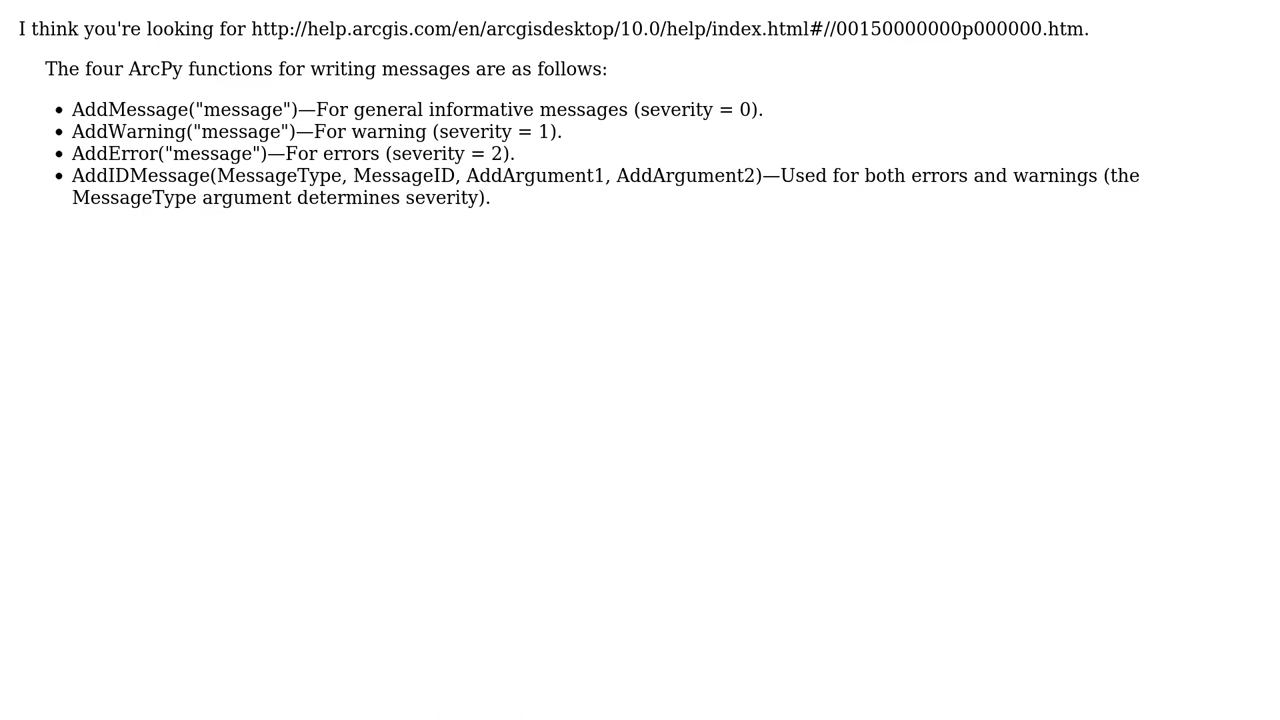 I think you're looking for http://help.arcgis.com/en/arcgisdesktop/10.0/help/index.html#//00150000000p000000.htm.
The four ArcPy functions for writing messages are as follows:
• AddMessage("message")—For general informative messages (severity = 0).
• AddWarning("message")—For warning (severity = 1).
• AddError("message")—For errors (severity = 2).
• AddIDMessage(MessageType, MessageID, AddArgument1, AddArgument2)—Used for both errors and warnings (the
MessageType argument determines severity).